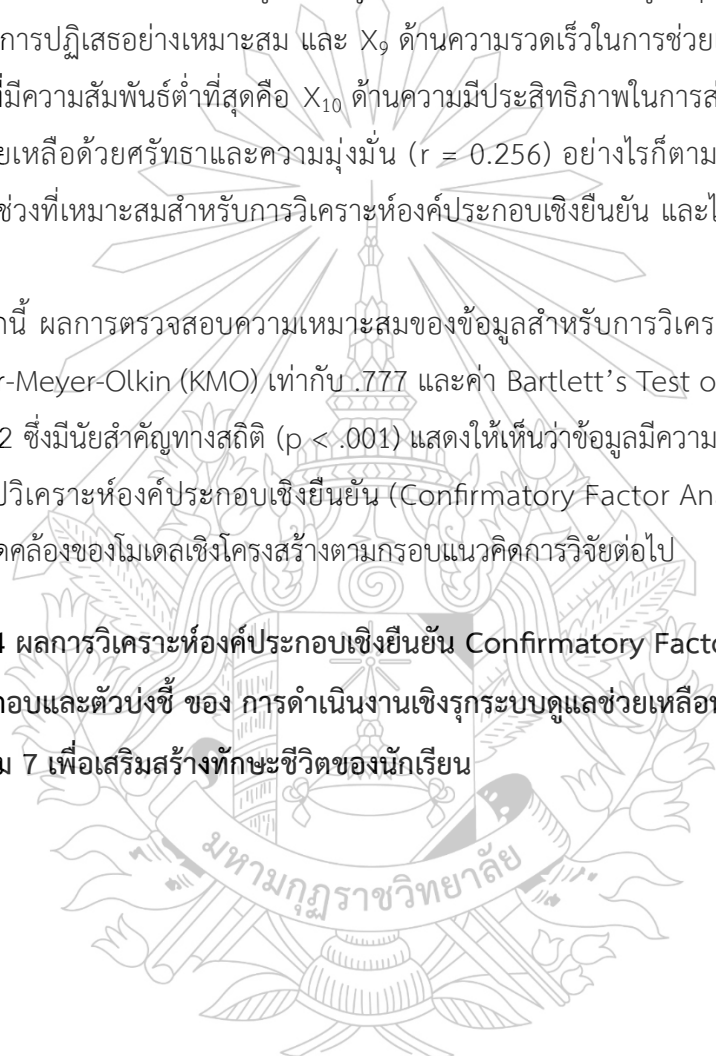 การปฏิเสธอย่างเหมาะสม และ X₉ ด้านความรวดเร็วในการช่วย
ที่มีความสัมพันธ์ต่ำที่สุดคือ X₁₀ ด้านความมีประสิทธิภาพในการ
ยเหลือด้วยศรัทธาและความมุ่งมั่น (r = 0.256) อย่างไรก็ตาม
ช่วงที่เหมาะสมสำหรับการวิเคราะห์องค์ประกอบเชิงยืนยัน และ
านี้ ผลการตรวจสอบความเหมาะสมของข้อมูลสำหรับการวิเคร
r-Meyer-Olkin (KMO) เท่ากับ .777 และค่า Bartlett’s Test o
2 ซึ่งมีนัยสำคัญทางสถิติ (p < .001) แสดงให้เห็นว่าข้อมูลมีความ
ปวิเคราะห์องค์ประกอบเชิงยืนยัน (Confirmatory Factor An
ดคล้องของโมเดลเชิงโครงสร้างตามกรอบแนวคิดการวิจัยต่อไป
4 ผลการวิเคราะห์องค์ประกอบเชิงยืนยัน Confirmatory Facto
กอบและตัวบ่งชี้ ของ การดำเนินงานเชิงรุกระบบดูแลช่วยเหลือ
ม 7 เพื่อเสริมสร้างทักษะชีวิตของนักเรียน
มหามกุฏราชวิทยาลัย